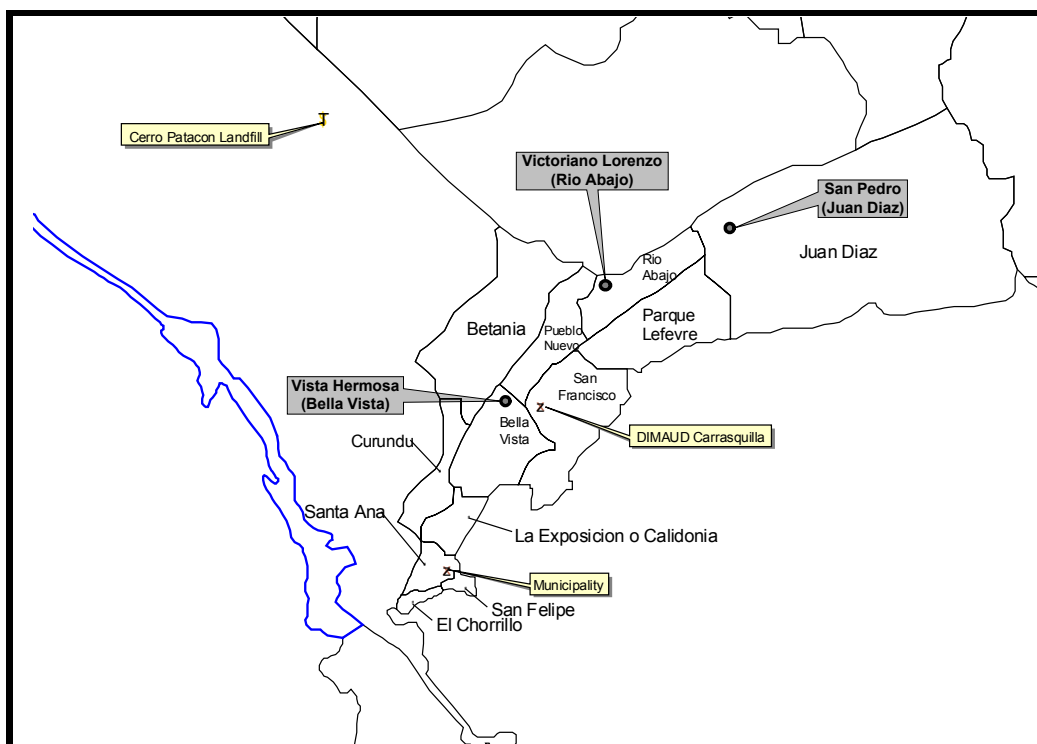 Cerro Patacon Landfill
Victoriano Lorenzo
(Rio Abajo)
San Pedro
(Juan Diaz)
Juan Diaz
Rio
Abajo
Parque
Lefevre
Betania
Pueblo
Nuevo
San
Francisco
Vista Hermosa
(Bella Vista)
Bella
Vista
DIMAUD Carrasquilla
Curundu
Santa Ana
La Exposicion o Calidonia
Municipality
San Felipe
El Chorrillo